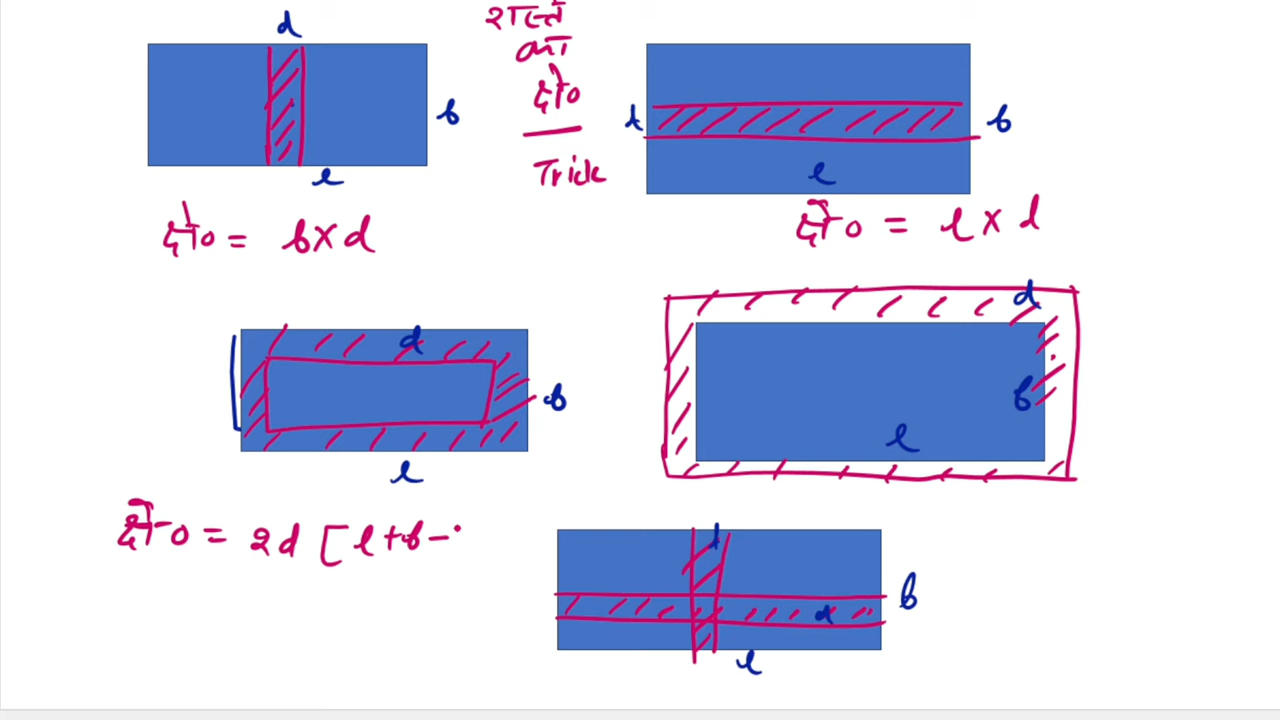 d
b
l
क्षे० = b×d
रास्ते
का
क्षे०
Trick
d
b
l
क्षे० = l×d
d
b
l
क्षे० = 2d [l+b-
d
b
l
d
d
b
l